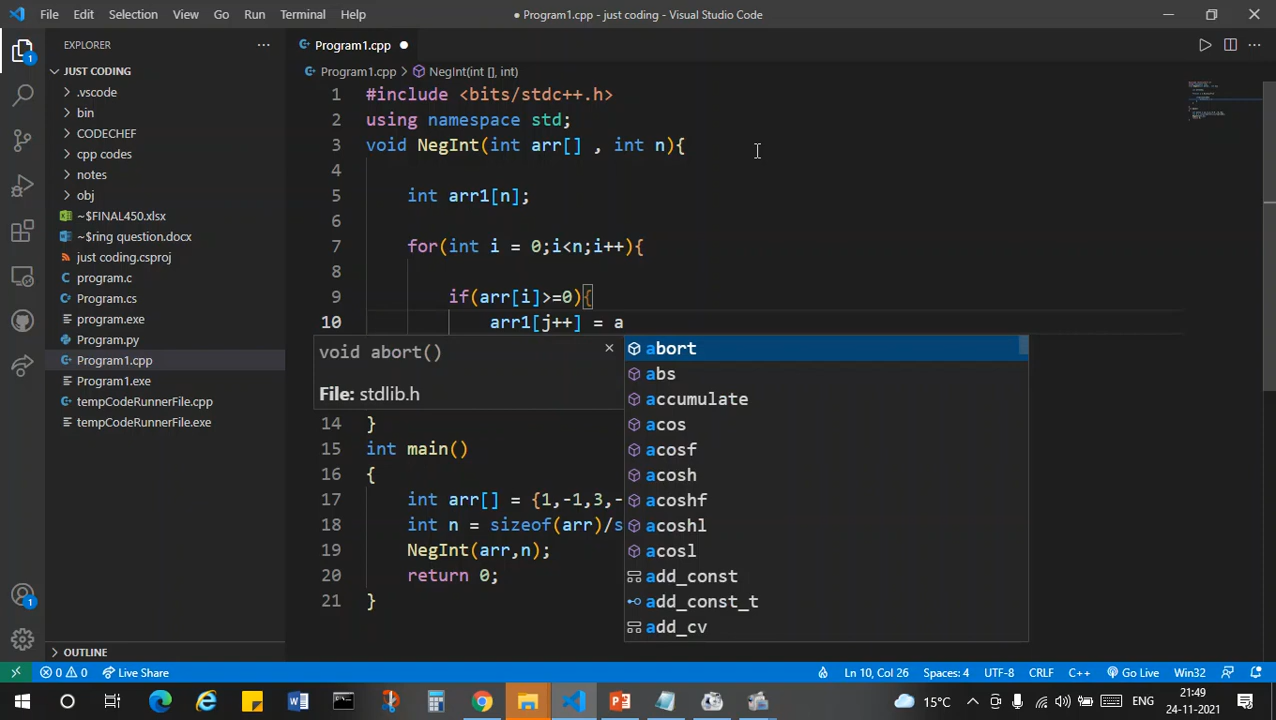 File Edit Selection View Go Run Terminal Help
● Program1.cpp - just coding - Visual Studio Code
EXPLORER
JUST CODING
.vscode
bin
CODECHEF
cpp codes
notes
obj
~$FINAL450.xlsx
~$ring question.docx
just coding.csproj
program.c
Program.cs
program.exe
Program.py
Program1.cpp
Program1.exe
tempCodeRunnerFile.cpp
tempCodeRunnerFile.exe
OUTLINE
1
1
Program1.cpp ●
Program1.cpp > NegInt(int [], int)
1 #include <bits/stdc++.h>
2 using namespace std;
3 void NegInt(int arr[] , int n){
4
5 int arr1[n];
6
7 for(int i = 0;i<n;i++){
8
9 if(arr[i]>=0){
10 arr1[j++] = a
void abort()
File: stdlib.h
abort
abs
accumulate
acos
acosf
acosh
acoshf
acoshl
acosl
add_const
add_const_t
add_cv
14 }
15 int main()
16 {
17 int arr[] = {1,-1,3,-
18 int n = sizeof(arr)/s
19 NegInt(arr,n);
20 return 0;
21 }
0 0 Live Share
Ln 10, Col 26 Spaces: 4 UTF-8 CRLF C++ Go Live Win32
15°C ENG 21:49
24-11-2021